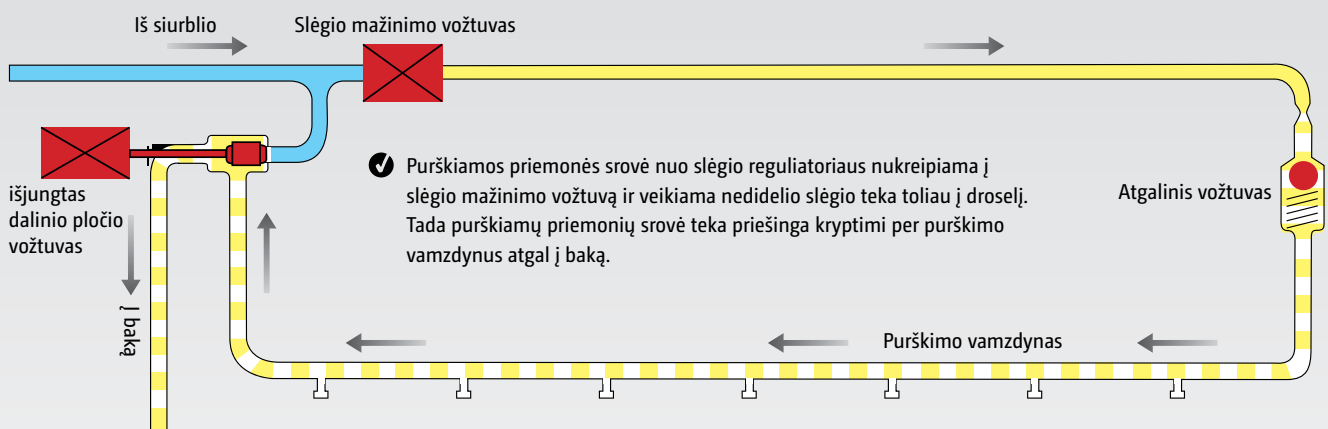 Iš siurblio
Slėgio mažinimo vožtuvas
išjungtas
dalinio pločio
vožtuvas
Purškiamos priemonės srovė nuo slėgio reguliatoriaus nukreipiama į
slėgio mažinimo vožtuvą ir veikiama nedidelio slėgio teka toliau į droselį.
Tada purškiamų priemonių srovė teka priešinga kryptimi per purškimo
vamzdynus atgal į baką.
Atgalinis vožtuvas
Į baką
Purškimo vamzdynas